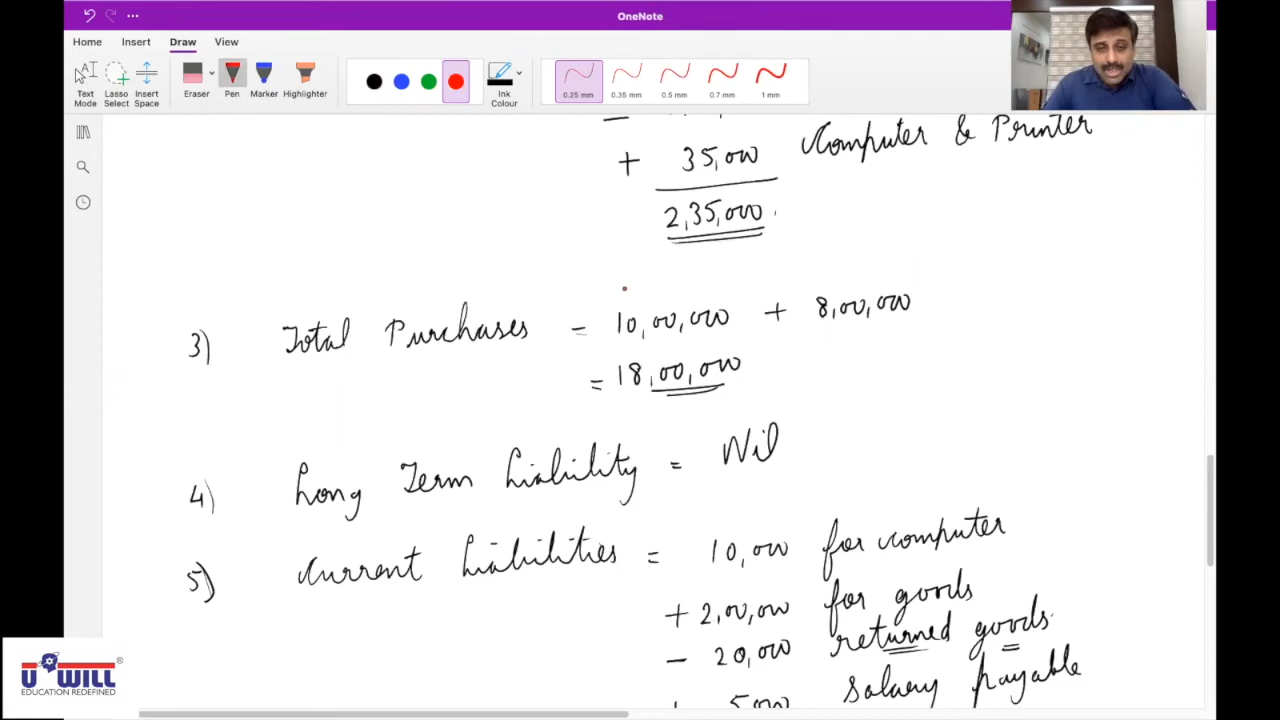 OneNote
Home Insert Draw View
Text Mode
Lasso Select
Insert Space
Eraser
Pen
Marker
Highlighter
Ink Colour
0.25 mm
0.35 mm
0.5 mm
0.7 mm
1 mm
+ 35,000 Computer & Printer
2,35,000
3) Total Purchases = 10,00,000 + 8,00,000
= 18,00,000
4) Long Term Liability = Nil
5) Current Liabilities = 10,000 for computer
+ 2,00,000 for goods
- 20,000 returned goods
+ 5000 salary payable
U WILL ®
EDUCATION REDEFINED